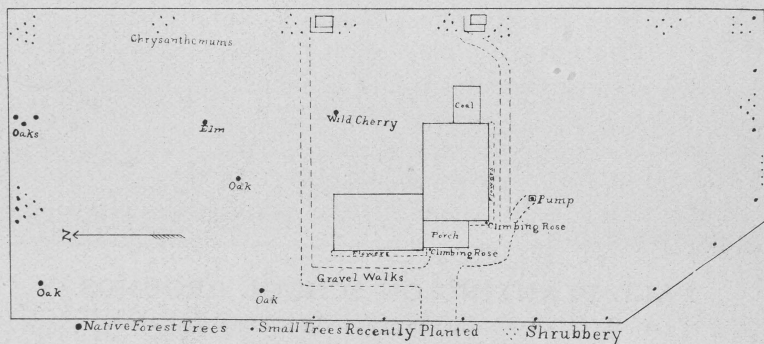 Chrysanthemums
Coal
Wild Cherry
Oaks
Elm
Oak
Flowers
Pump
N
Climbing Rose
Porch
Flowers
Climbing Rose
Gravel Walks
Oak
Oak
Native Forest Trees
Small Trees Recently Planted
Shrubbery